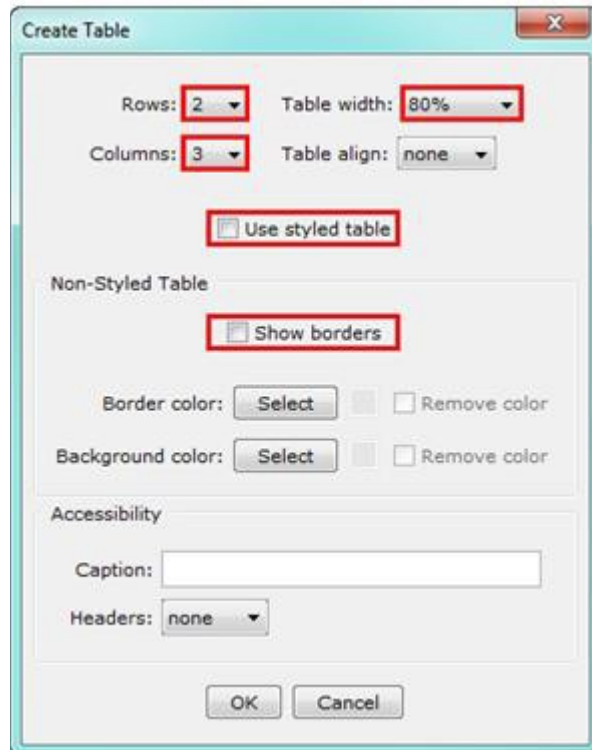 Create Table
Rows: 2 Table width: 80%
Columns: 3 Table align: none
Use styled table
Non-Styled Table
Show borders
Border color: Select Remove color
Background color: Select Remove color
Accessibility
Caption:
Headers: none
OK Cancel